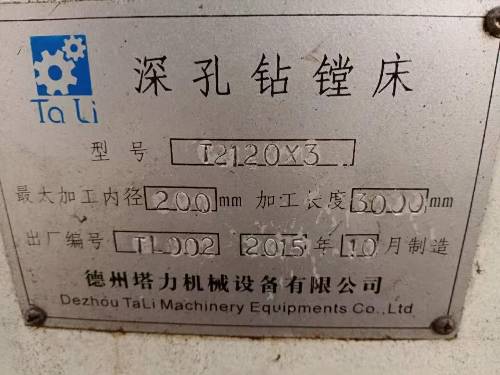 深孔钻镗床
TaLi
型号 T2120X3
最大加工内径 200 mm 加工长度 3000 mm
出厂编号 TL002 2015 年 10 月制造
德州塔力机械设备有限公司
Dezhou TaLi Machinery Equipments Co.,Ltd